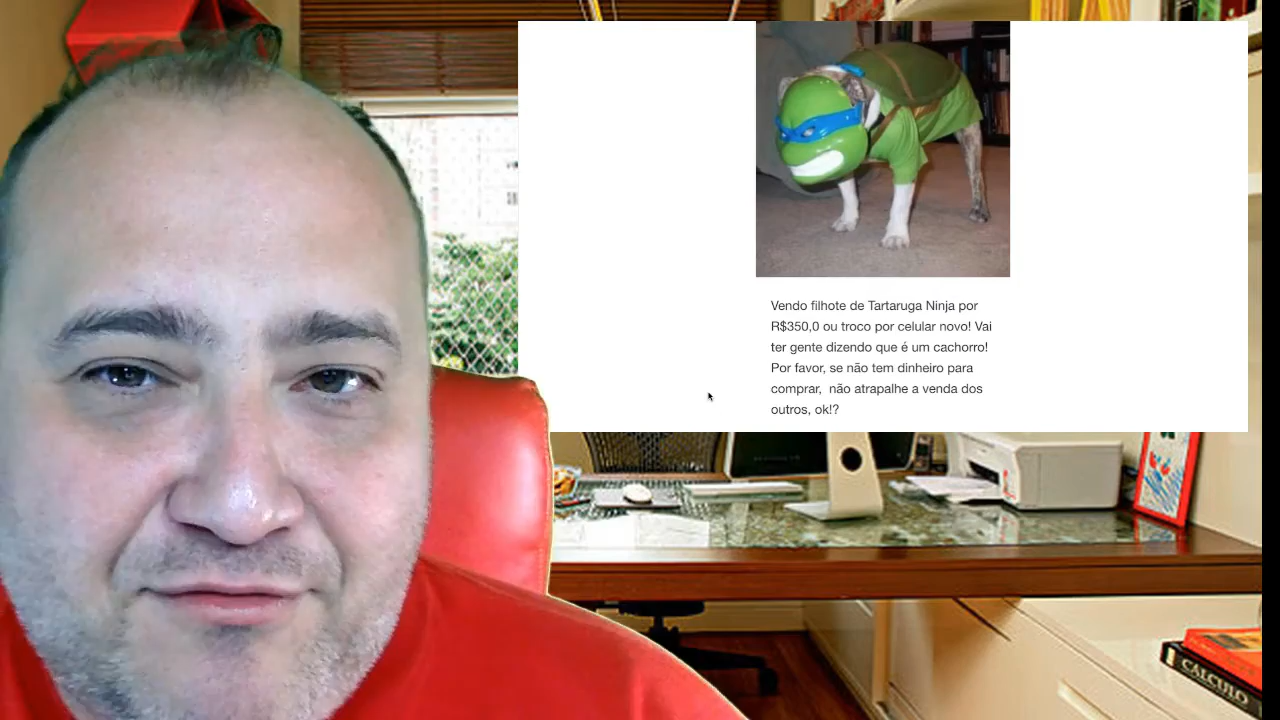 Vendo filhote de Tartaruga Ninja por
R$350,0 ou troco por celular novo! Vai
ter gente dizendo que é um cachorro!
Por favor, se não tem dinheiro para
comprar,  não atrapalhe a venda dos
outros, ok!?
CALCULO